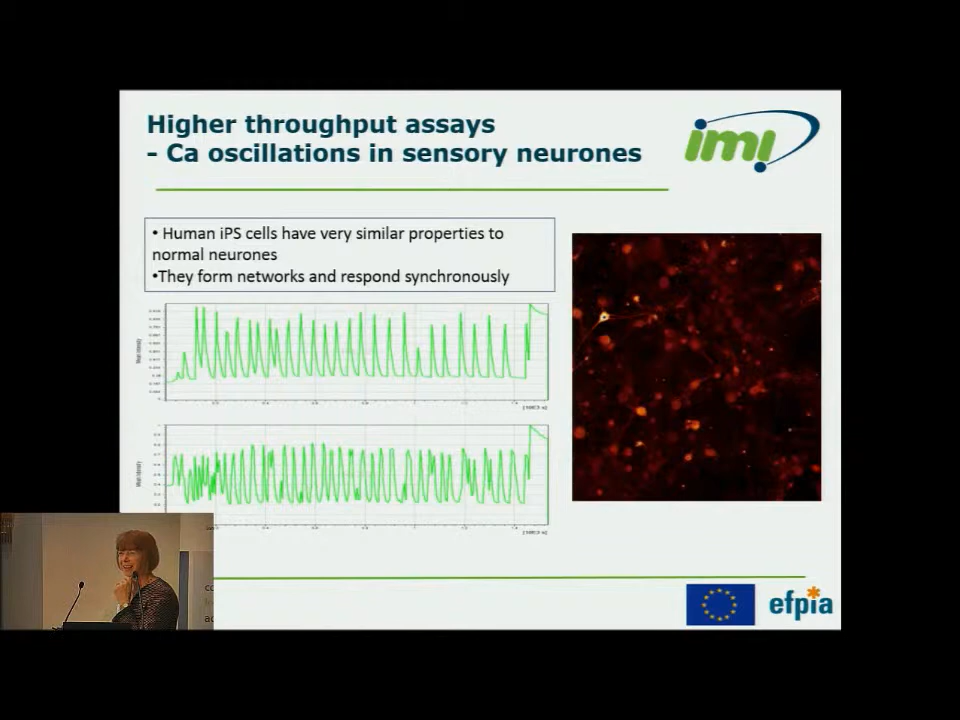 Higher throughput assays
- Ca oscillations in sensory neurones
imi
• Human iPS cells have very similar properties to
normal neurones
•They form networks and respond synchronously
efpia